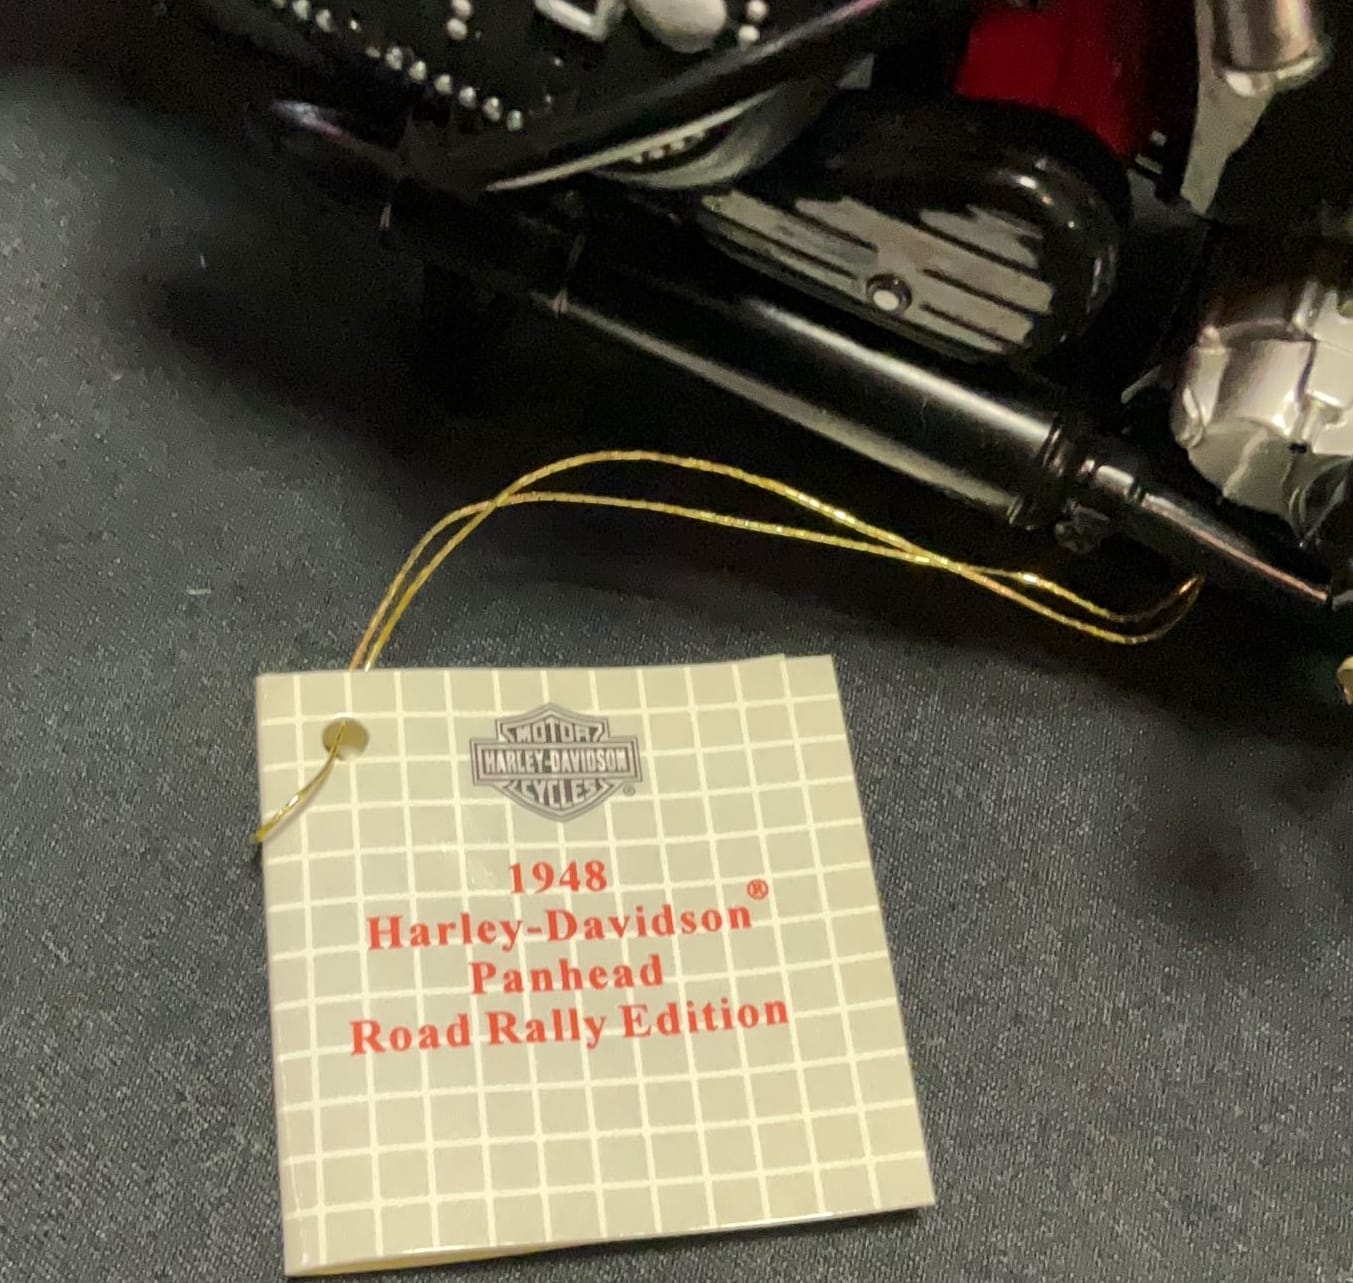 MOTOR
HARLEY-DAVIDSON
CYCLES®
1948
Harley-Davidson®
Panhead
Road Rally Edition